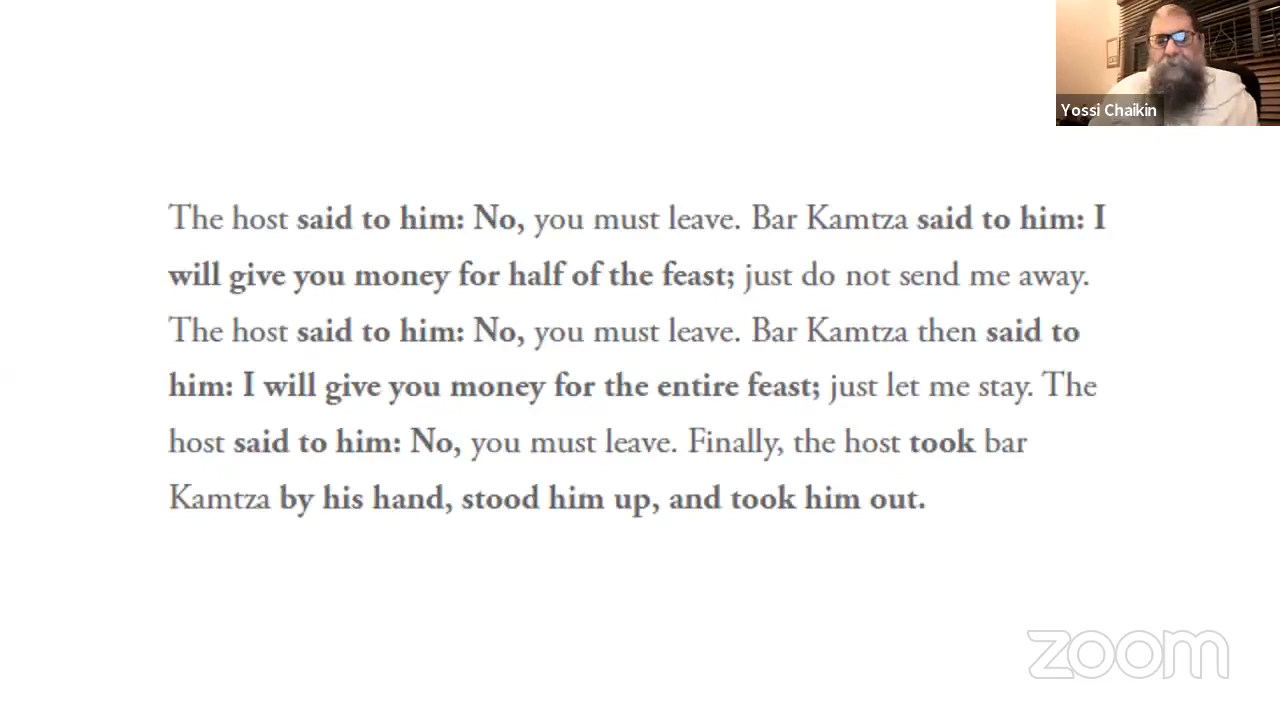 Yossi Chaikin
The host said to him: No, you must leave. Bar Kamtza said to him: I
will give you money for half of the feast; just do not send me away.
The host said to him: No, you must leave. Bar Kamtza then said to
him: I will give you money for the entire feast; just let me stay. The
host said to him: No, you must leave. Finally, the host took bar
Kamtza by his hand, stood him up, and took him out.
zoom